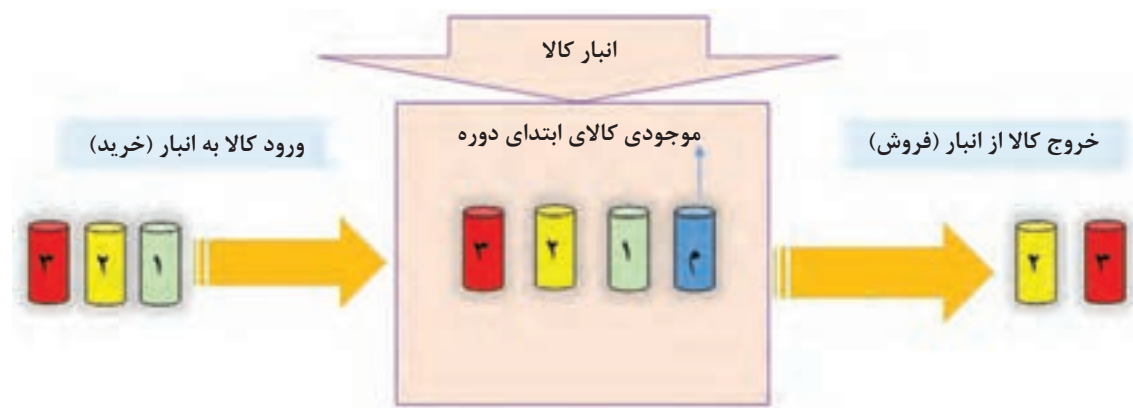 انبار کالا
موجودی کالای ابتدای دوره
خروج کالا از انبار (فروش)
ورود کالا به انبار (خرید)
۳ ۲
م ۱ ۲ ۳
۱ ۲ ۳